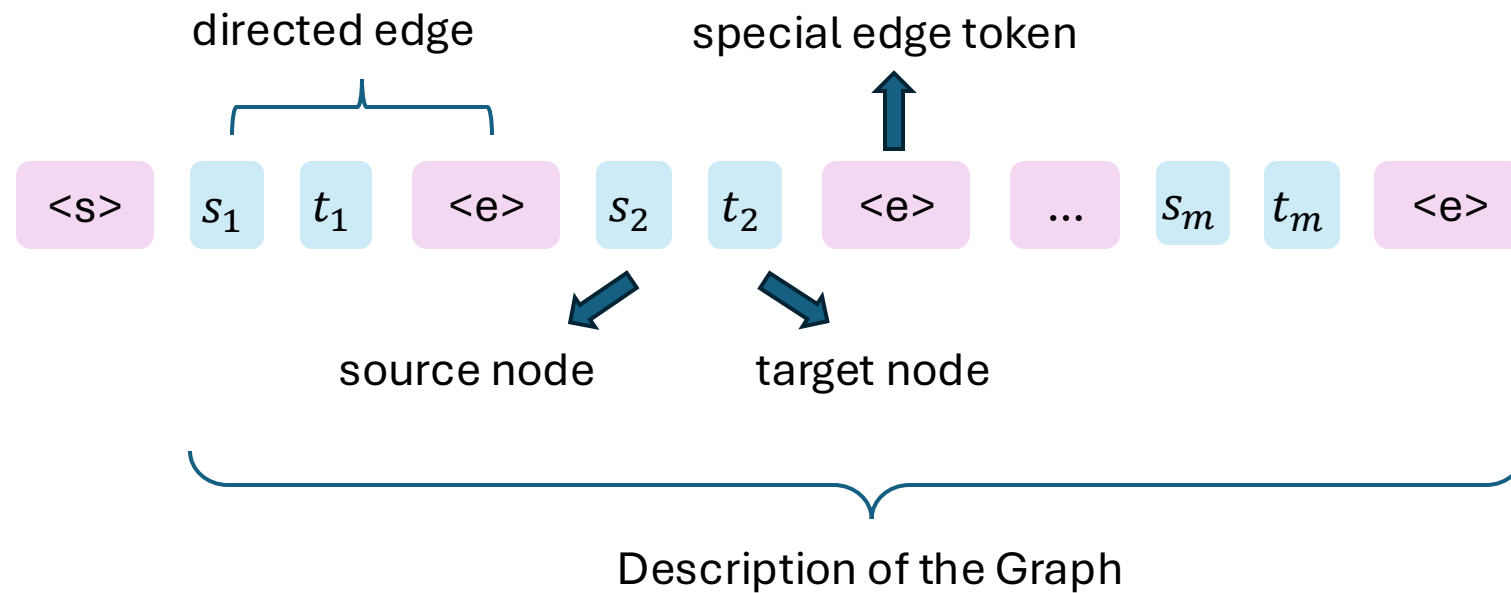 directed edge
special edge token
<s> s₁ t₁ <e> s₂ t₂ <e> ... sₘ tₘ <e>
source node
target node
Description of the Graph